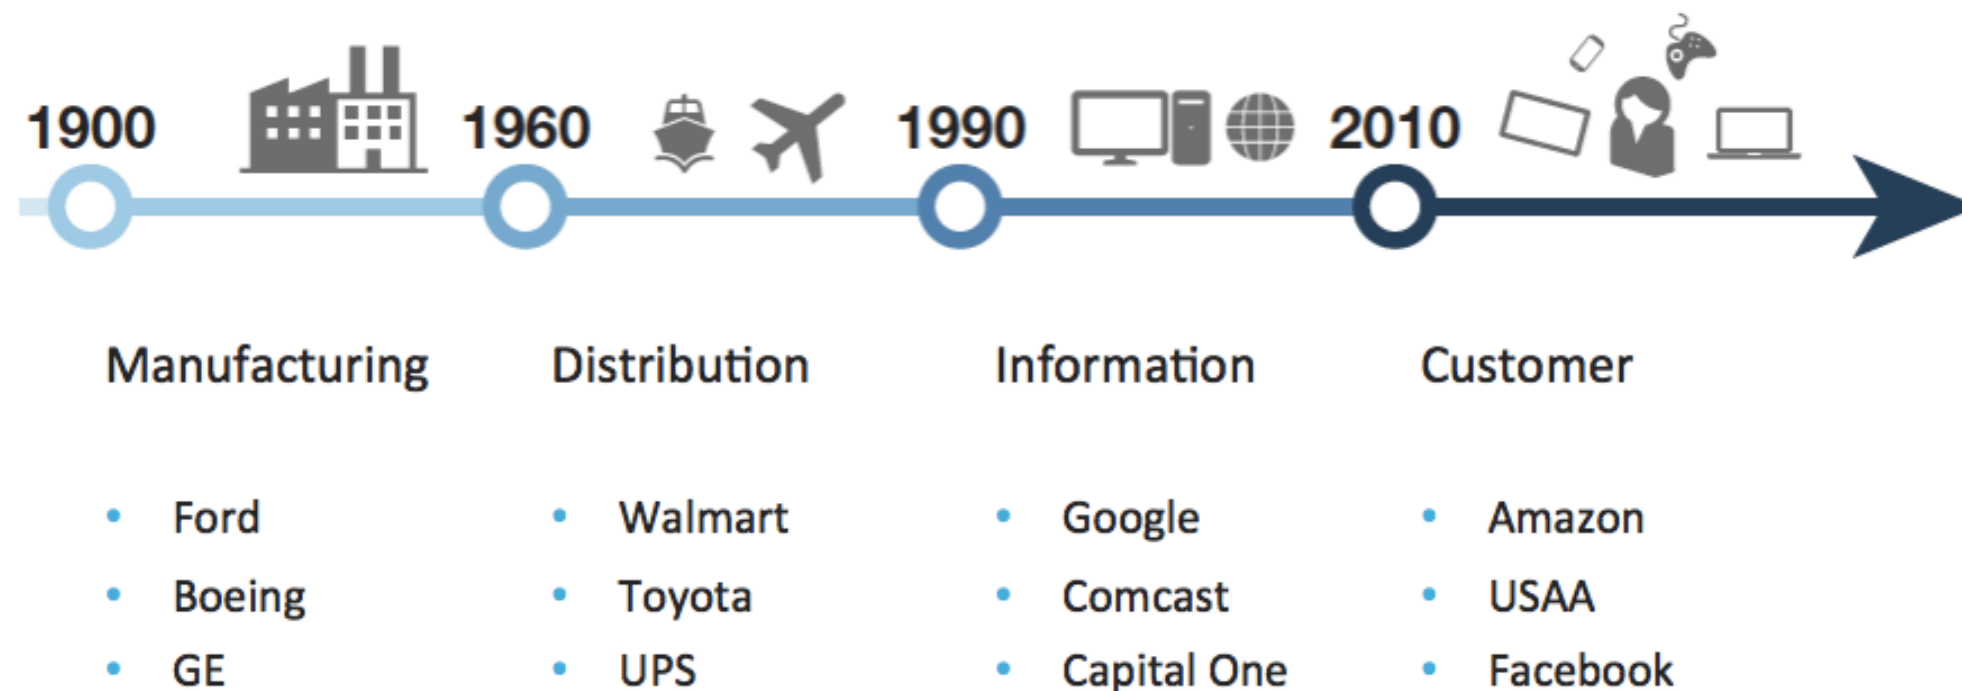 1900 1960 1990 2010
Manufacturing Distribution Information Customer
• Ford • Walmart • Google • Amazon
• Boeing • Toyota • Comcast • USAA
• GE • UPS • Capital One • Facebook